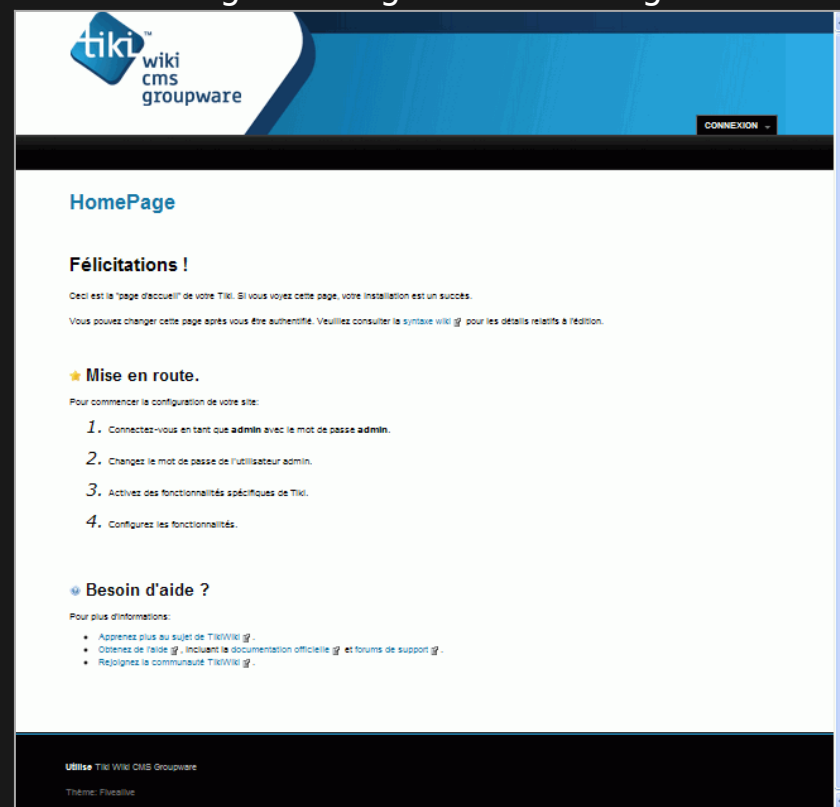 tiki™
wiki
cms
groupware
CONNEXION
HomePage
Félicitations !
Ceci est la "page d'accueil" de votre Tiki. Si vous voyez cette page, votre installation est un succès.
Vous pouvez changer cette page après vous être authentifié. Veuillez consulter la syntaxe wiki pour les détails relatifs à l'édition.
Mise en route.
Pour commencer la configuration de votre site:
1. Connectez-vous en tant que admin avec le mot de passe admin.
2. Changez le mot de passe de l'utilisateur admin.
3. Activez des fonctionnalités spécifiques de Tiki.
4. Configurez les fonctionnalités.
Besoin d'aide ?
Pour plus d'informations:
Apprenez plus au sujet de TikiWiki .
Obtenez de l'aide , incluant la documentation officielle et forums de support .
Rejoignez la communauté TikiWiki .
Utilise Tiki Wiki CMS Groupware
Thème: Fivealive